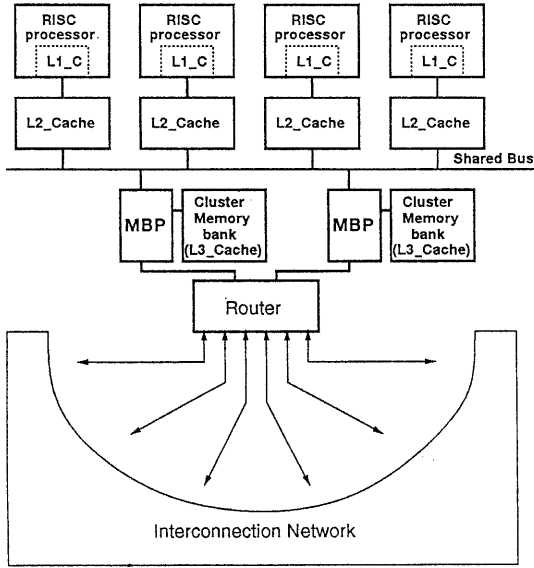 RISC
processor
L1_C
RISC
processor
L1_C
RISC
processor
L1_C
RISC
processor
L1_C
L2_Cache
L2_Cache
L2_Cache
L2_Cache
Shared Bus
MBP
Cluster
Memory
bank
(L3_Cache)
MBP
Cluster
Memory
bank
(L3_Cache)
Router
Interconnection Network